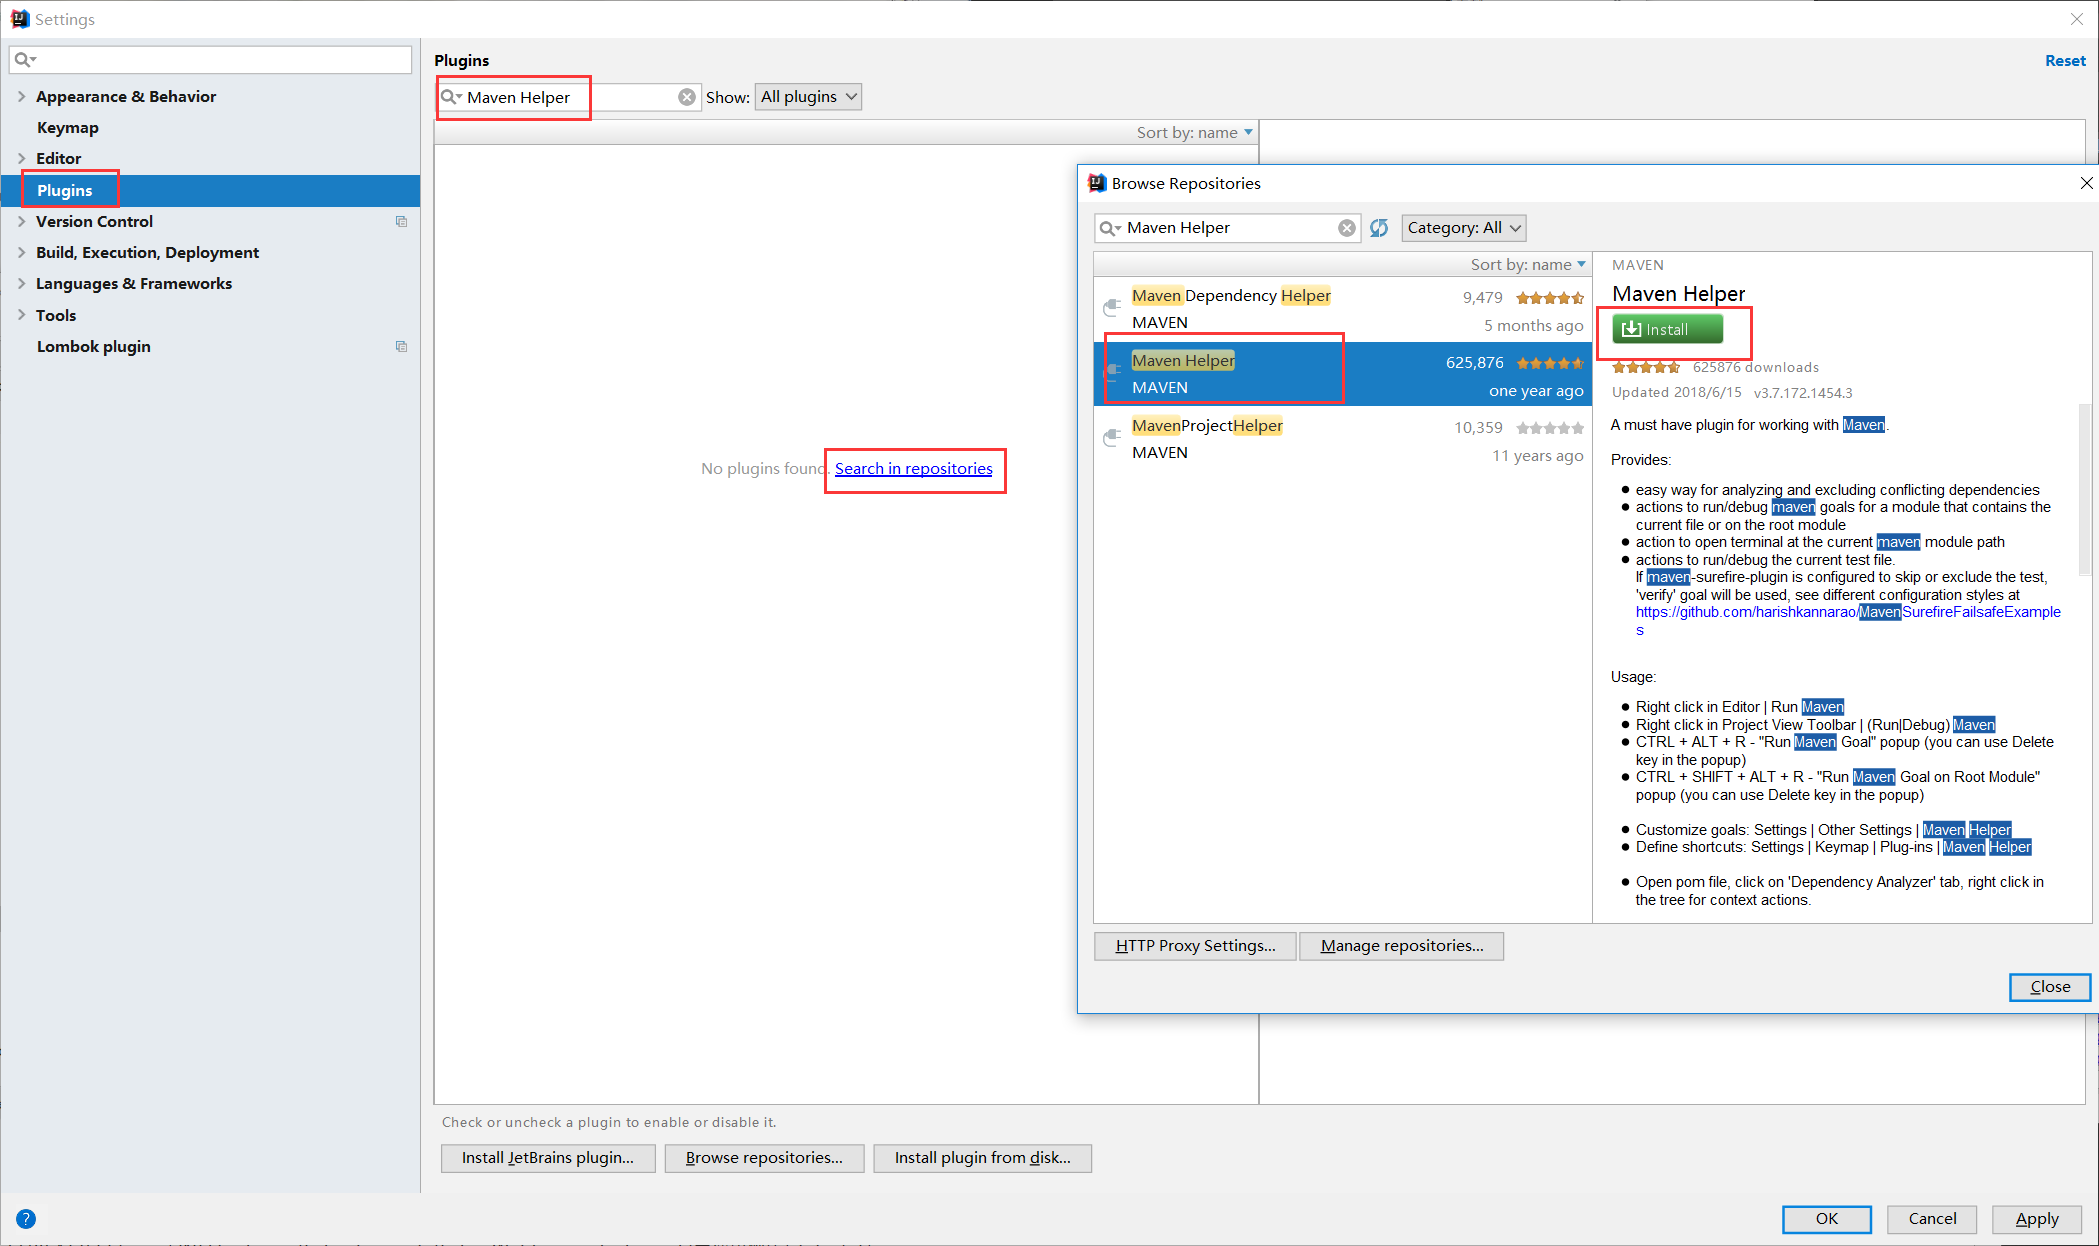 Settings
Appearance & Behavior
Keymap
Editor
Plugins
Version Control
Build, Execution, Deployment
Languages & Frameworks
Tools
Lombok plugin
Plugins
Reset
Maven Helper
Show: All plugins
Sort by: name
No plugins found. Search in repositories
Browse Repositories
Maven Helper
Category: All
Sort by: name
Maven Dependency Helper 9,479
MAVEN 5 months ago
Maven Helper 625,876
MAVEN one year ago
MavenProjectHelper 10,359
MAVEN 11 years ago
MAVEN
Maven Helper
Install
625876 downloads
Updated 2018/6/15 v3.7.172.1454.3
A must have plugin for working with Maven.
Provides:
● easy way for analyzing and excluding conflicting dependencies
● actions to run/debug maven goals for a module that contains the
current file or on the root module
● action to open terminal at the current maven module path
● actions to run/debug the current test file.
If maven-surefire-plugin is configured to skip or exclude the test,
'verify' goal will be used, see different configuration styles at
https://github.com/harishkannarao/MavenSurefireFailsafeExample
s
Usage:
● Right click in Editor | Run Maven
● Right click in Project View Toolbar | (Run|Debug) Maven
● CTRL + ALT + R - "Run Maven Goal" popup (you can use Delete
key in the popup)
● CTRL + SHIFT + ALT + R - "Run Maven Goal on Root Module"
popup (you can use Delete key in the popup)
● Customize goals: Settings | Other Settings | Maven Helper
● Define shortcuts: Settings | Keymap | Plug-ins | Maven Helper
● Open pom file, click on 'Dependency Analyzer' tab, right click in
the tree for context actions.
HTTP Proxy Settings...
Manage repositories...
Close
Check or uncheck a plugin to enable or disable it.
Install JetBrains plugin...
Browse repositories...
Install plugin from disk...
?
OK
Cancel
Apply